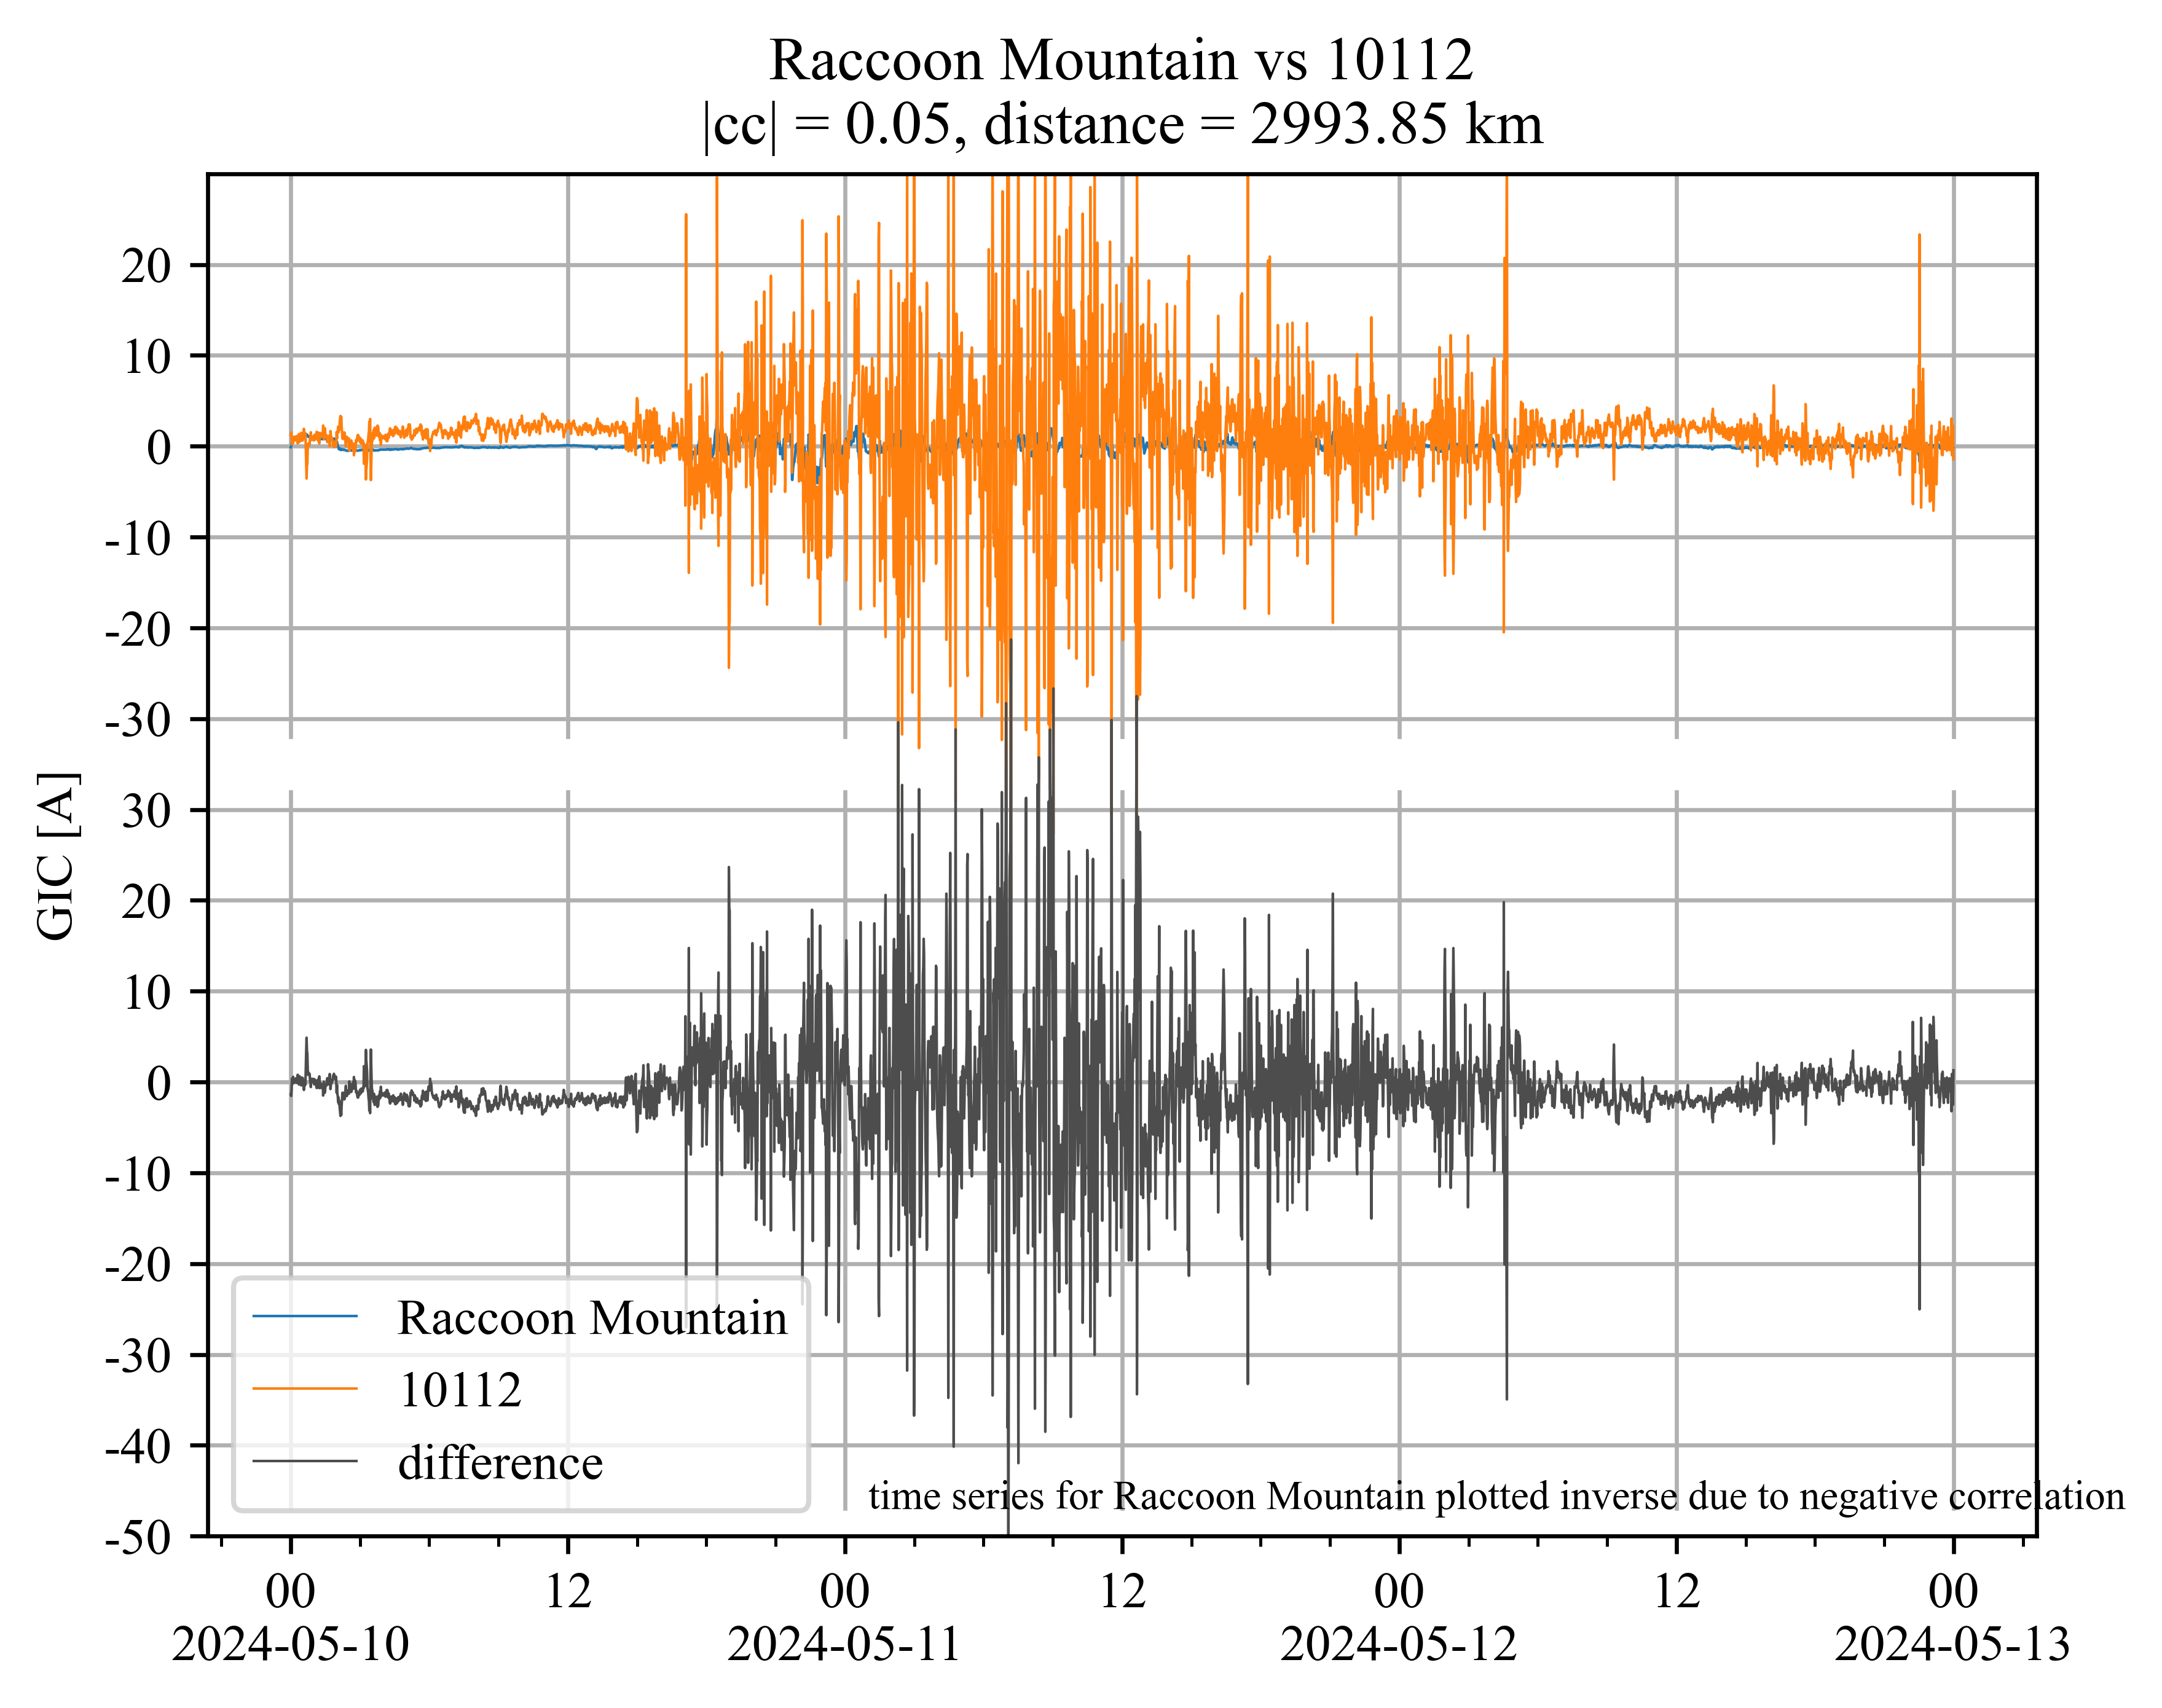 Raccoon Mountain vs 10112
|cc| = 0.05, distance = 2993.85 km
20
10
0
-10
-20
-30
30
20
10
0
-10
-20
-30
-40
-50
GIC [A]
Raccoon Mountain
10112
difference
time series for Raccoon Mountain plotted inverse due to negative correlation
00 12 00 12 00 12 00
2024-05-10 2024-05-11 2024-05-12 2024-05-13